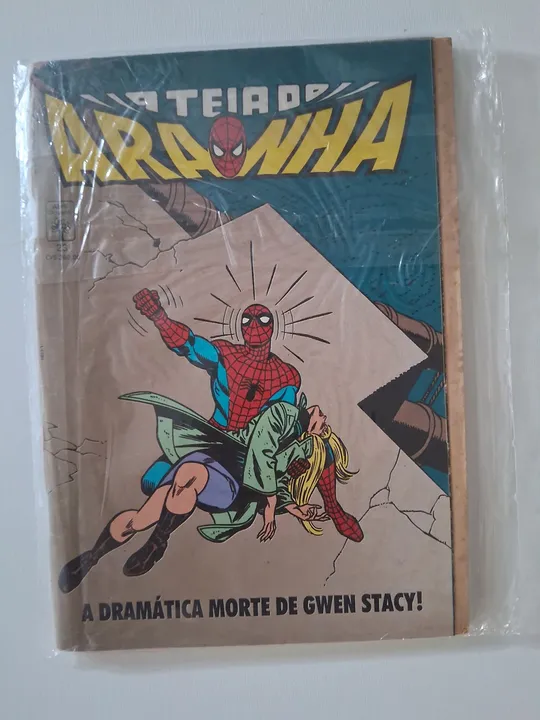 A TEIA DO
ARANHA
A DRAMÁTICA MORTE DE GWEN STACY!